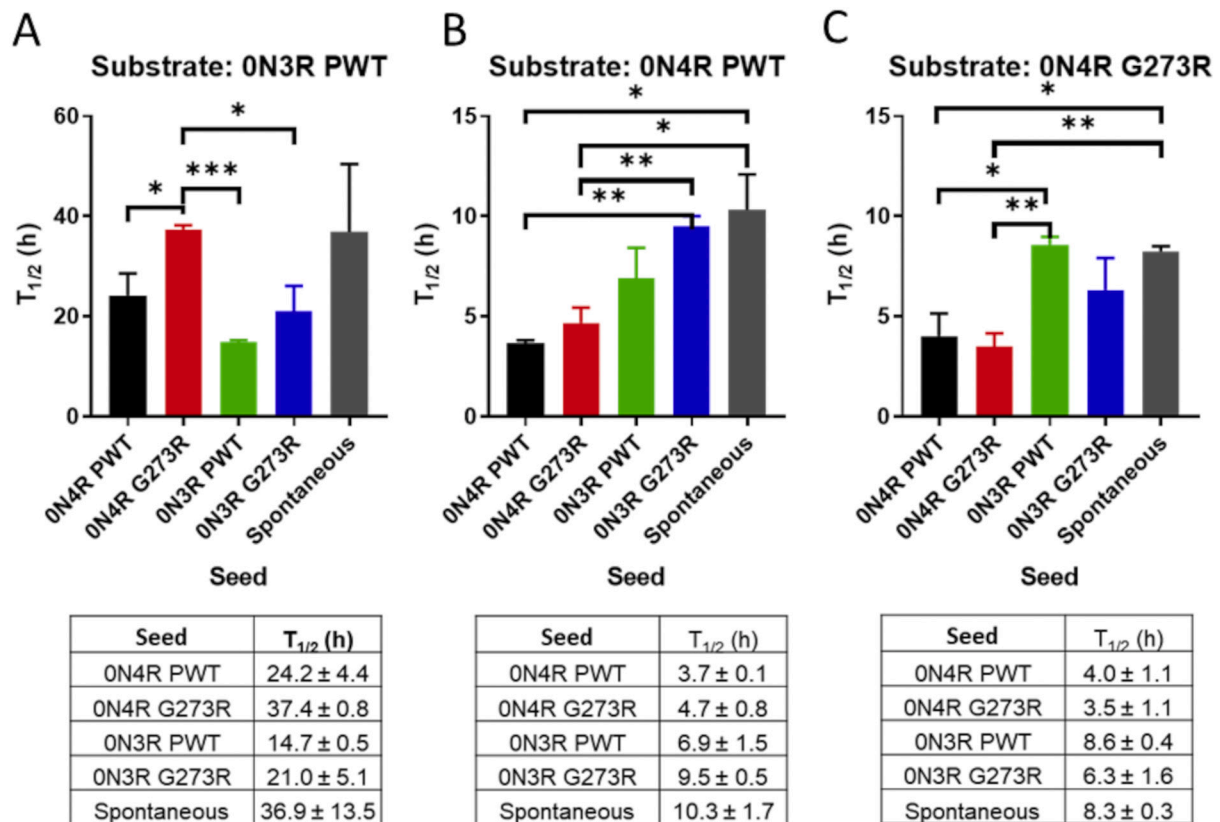 A
Substrate: 0N3R PWT
60
40
20
0
T1/2 (h)
*
***
*
0N4R PWT
0N4R G273R
0N3R PWT
0N3R G273R
Spontaneous
Seed
Seed T1/2 (h)
0N4R PWT 24.2 ± 4.4
0N4R G273R 37.4 ± 0.8
0N3R PWT 14.7 ± 0.5
0N3R G273R 21.0 ± 5.1
Spontaneous 36.9 ± 13.5
B
Substrate: 0N4R PWT
15
10
5
0
T1/2 (h)
*
*
**
**
0N4R PWT
0N4R G273R
0N3R PWT
0N3R G273R
Spontaneous
Seed
Seed T1/2 (h)
0N4R PWT 3.7 ± 0.1
0N4R G273R 4.7 ± 0.8
0N3R PWT 6.9 ± 1.5
0N3R G273R 9.5 ± 0.5
Spontaneous 10.3 ± 1.7
C
Substrate: 0N4R G273R
15
10
5
0
T1/2 (h)
*
**
*
**
0N4R PWT
0N4R G273R
0N3R PWT
0N3R G273R
Spontaneous
Seed
Seed T1/2 (h)
0N4R PWT 4.0 ± 1.1
0N4R G273R 3.5 ± 1.1
0N3R PWT 8.6 ± 0.4
0N3R G273R 6.3 ± 1.6
Spontaneous 8.3 ± 0.3